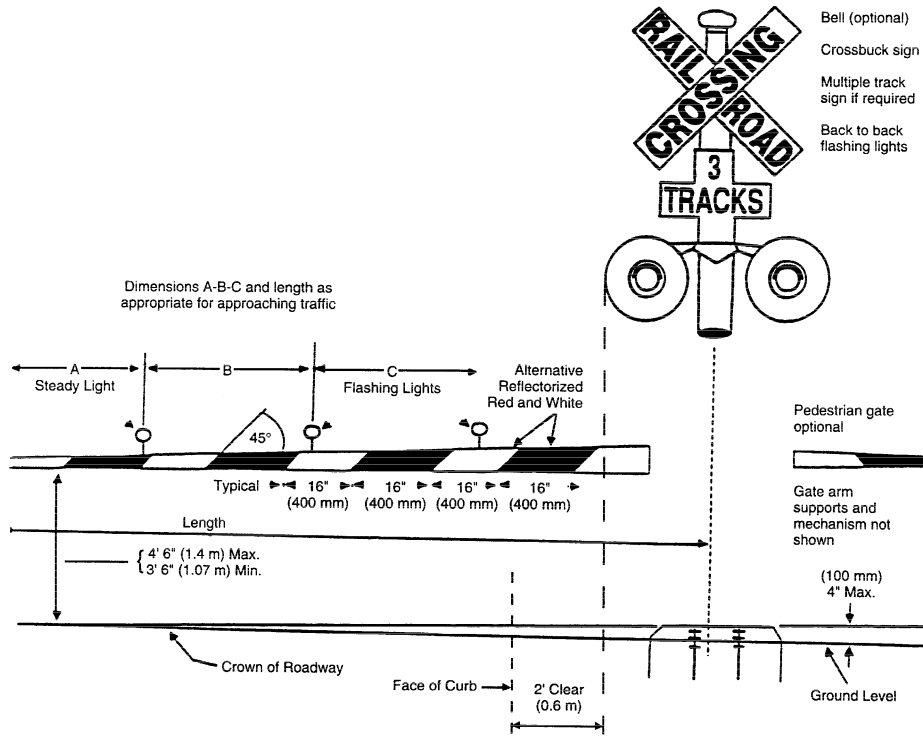 Bell (optional)
Crossbuck sign
Multiple track
sign if required
Back to back
flashing lights
RAIL
ROAD
CROSSING
3
TRACKS
Dimensions A-B-C and length as
appropriate for approaching traffic
A
Steady Light
B
C
Flashing Lights
Alternative
Reflectorized
Red and White
45°
Typical
16"
(400 mm)
16"
(400 mm)
16"
(400 mm)
16"
(400 mm)
Pedestrian gate
optional
Gate arm
supports and
mechanism not
shown
Length
4' 6" (1.4 m) Max.
3' 6" (1.07 m) Min.
(100 mm)
4" Max.
Crown of Roadway
Face of Curb
2' Clear
(0.6 m)
Ground Level